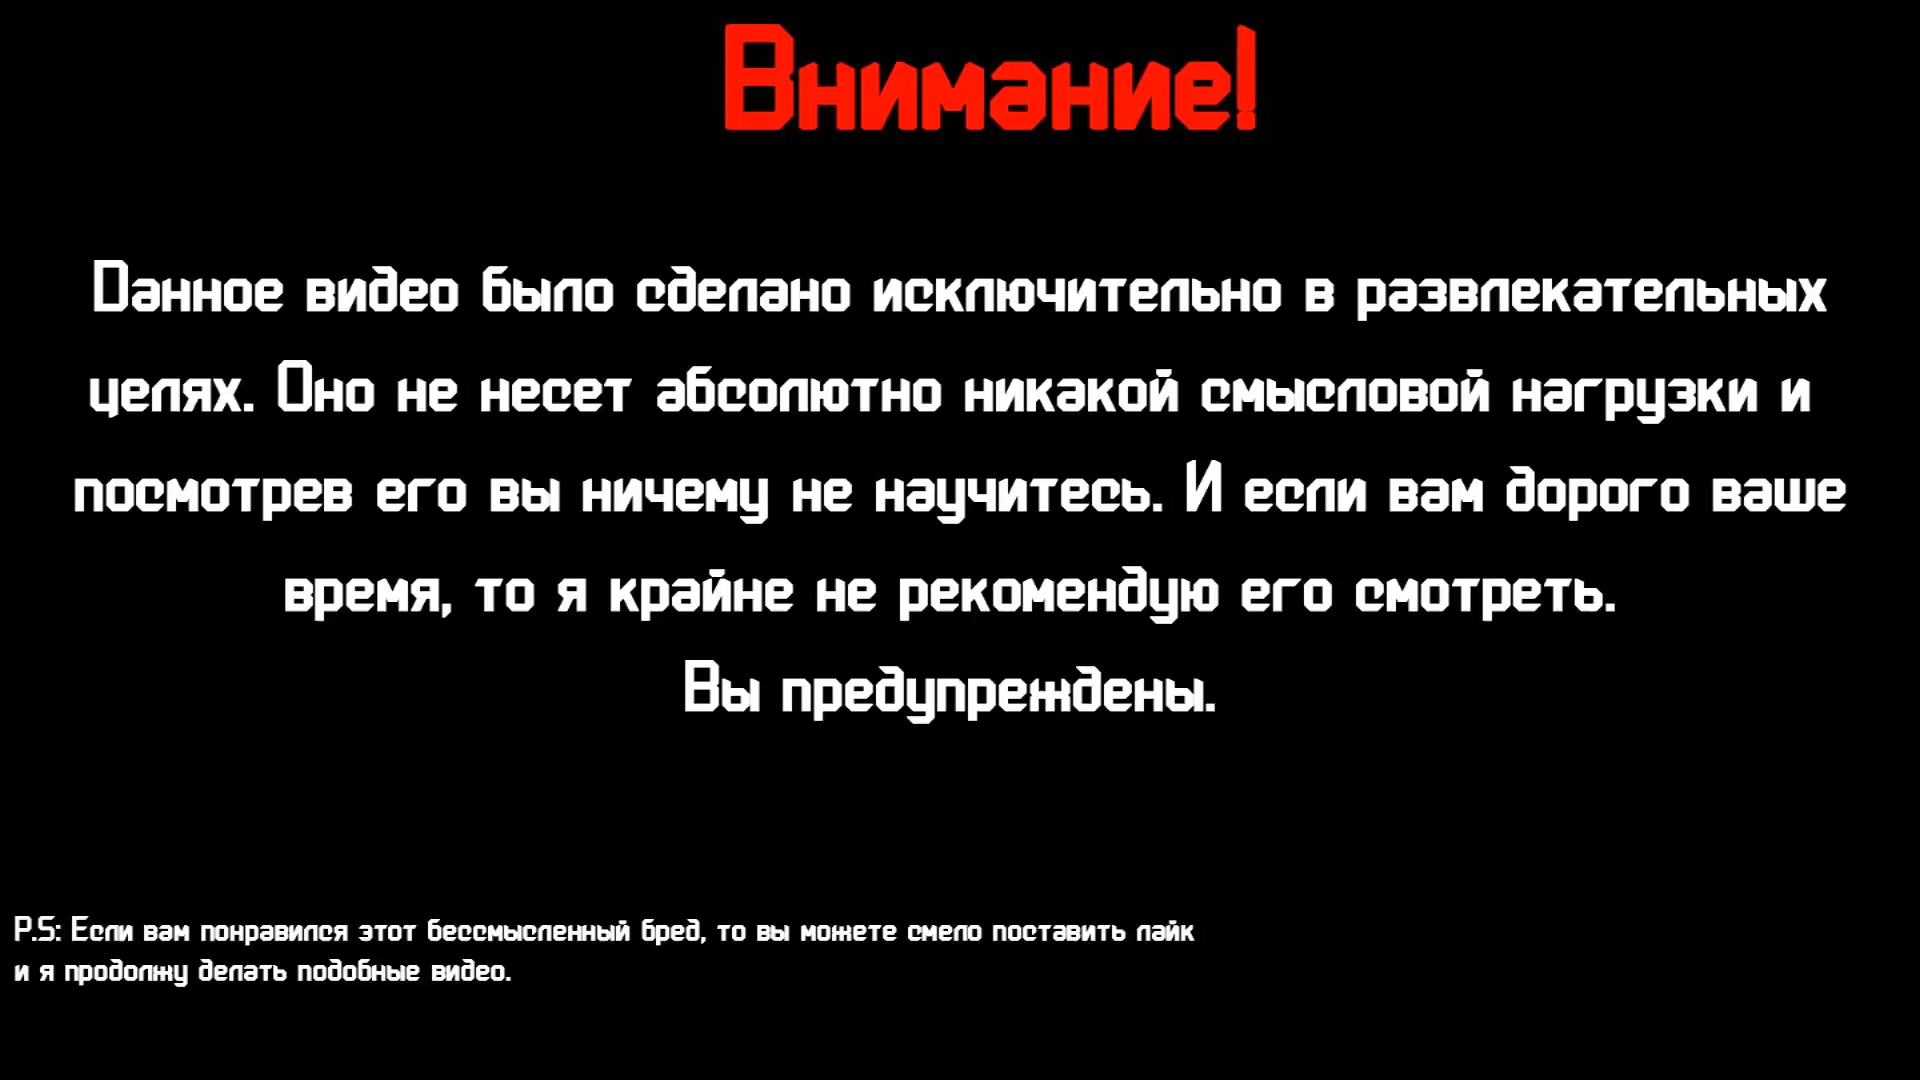 Внимание!
Данное видео было сделано исключительно в развлекательных
целях. Оно не несет абсолютно никакой смысловой нагрузки и
посмотрев его вы ничему не научитесь. И если вам дорого ваше
время, то я крайне не рекомендую его смотреть.
Вы предупреждены.
P.S: Если вам понравился этот бессмысленный бред, то вы можете смело поставить лайк
и я продолжу делать подобные видео.